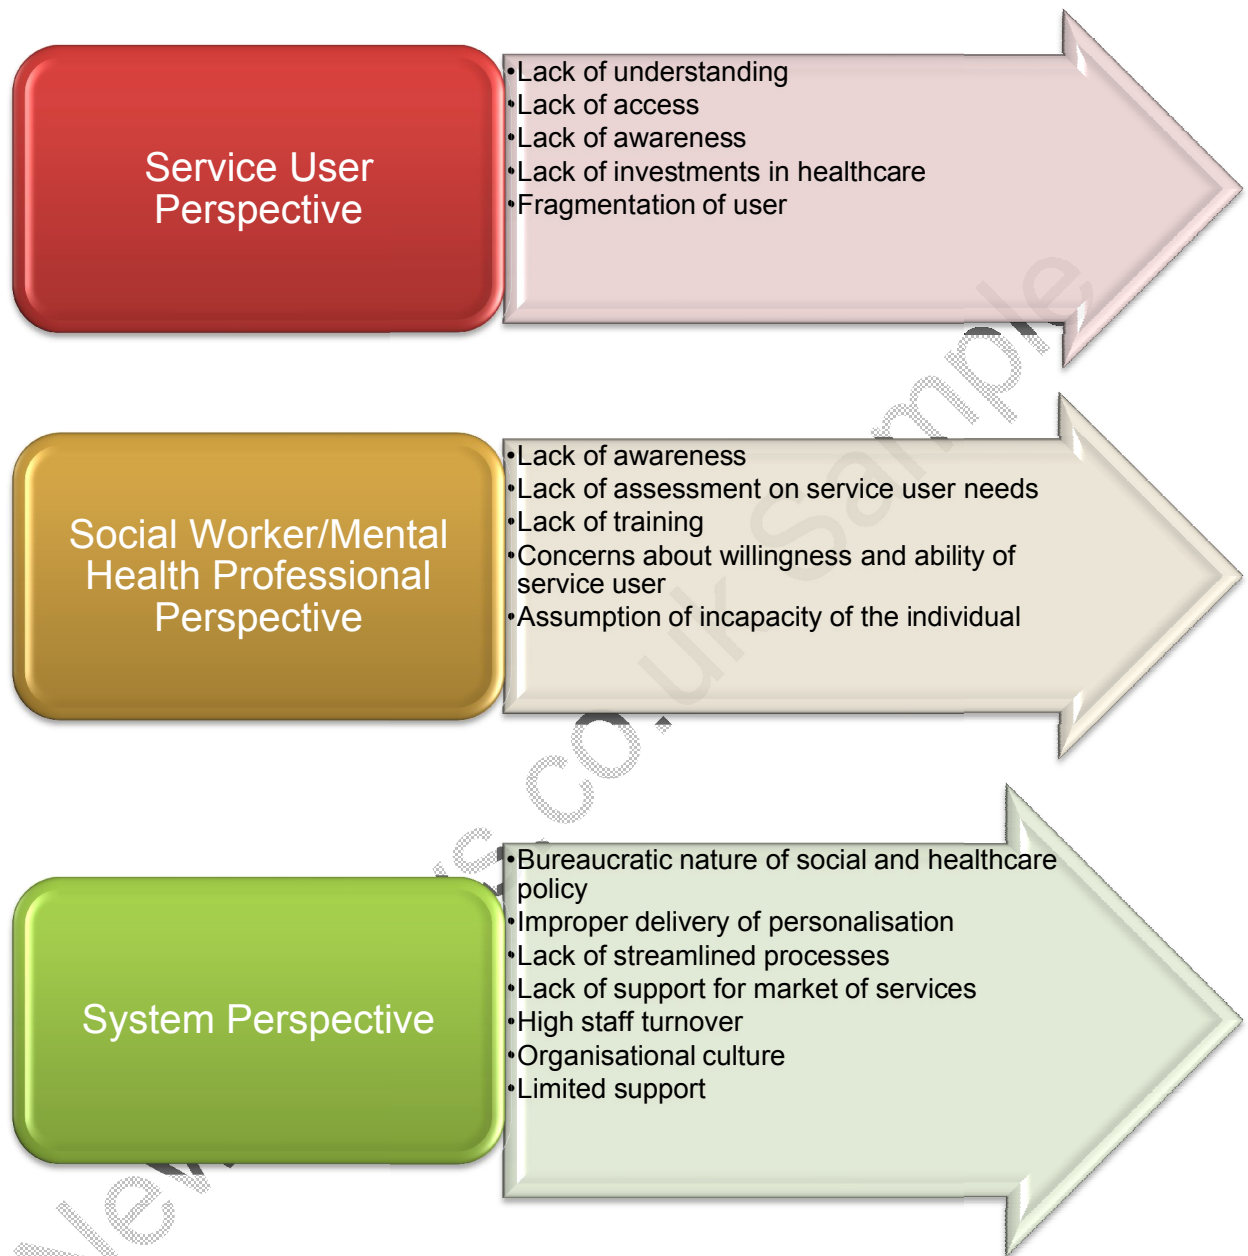 Service User
Perspective
•Lack of understanding
•Lack of access
•Lack of awareness
•Lack of investments in healthcare
•Fragmentation of user
Social Worker/Mental
Health Professional
Perspective
•Lack of awareness
•Lack of assessment on service user needs
•Lack of training
•Concerns about willingness and ability of
service user
•Assumption of incapacity of the individual
System Perspective
•Bureaucratic nature of social and healthcare
policy
•Improper delivery of personalisation
•Lack of streamlined processes
•Lack of support for market of services
•High staff turnover
•Organisational culture
•Limited support
.co.uk Sample